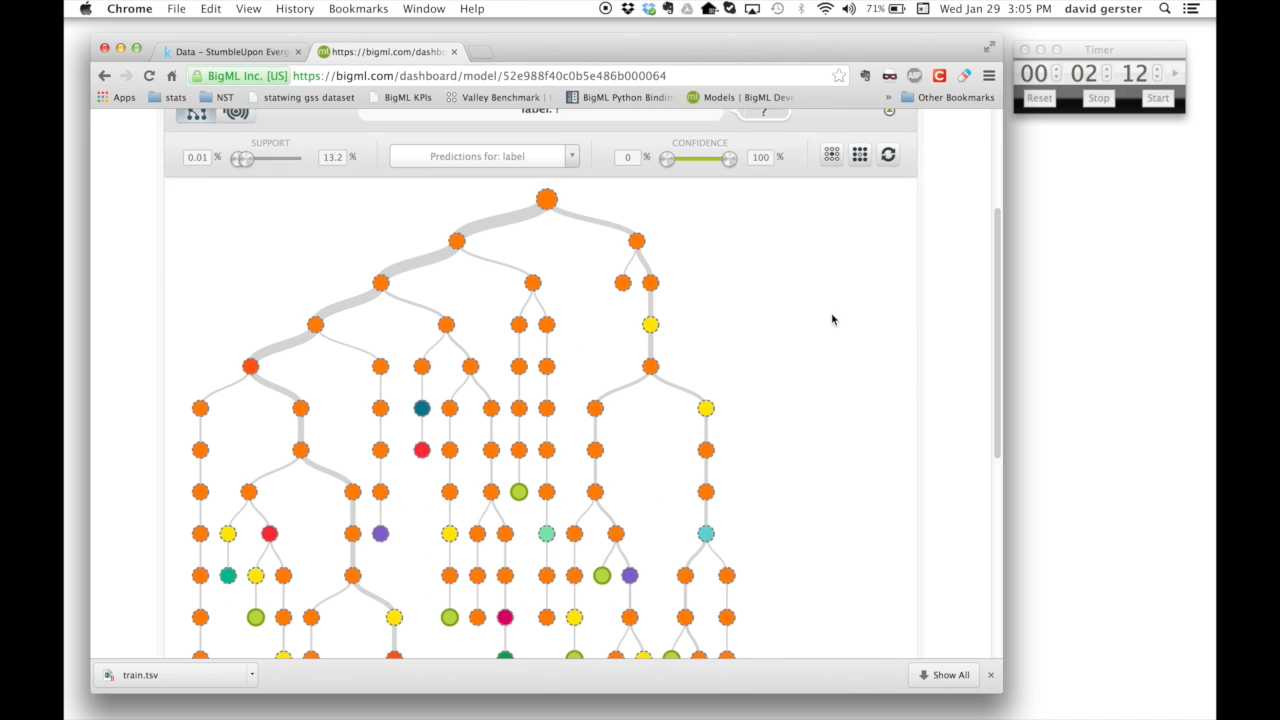 Chrome File Edit View History Bookmarks Window Help 71% Wed Jan 29 3:05 PM david gerster
Data – StumbleUpon Everg
https://bigml.com/dashbo
Timer
BigML Inc. [US] https://bigml.com/dashboard/model/52e988f40c0b5e486b000064
00 02 12
Reset Stop Start
Apps stats NST statwing gss dataset BigML KPIs Valley Benchmark BigML Python Bindin Models | BigML Deve » Other Bookmarks
?
SUPPORT
0.01 % 13.2 %
Predictions for: label
CONFIDENCE
0 % 100 %
train.tsv
Show All